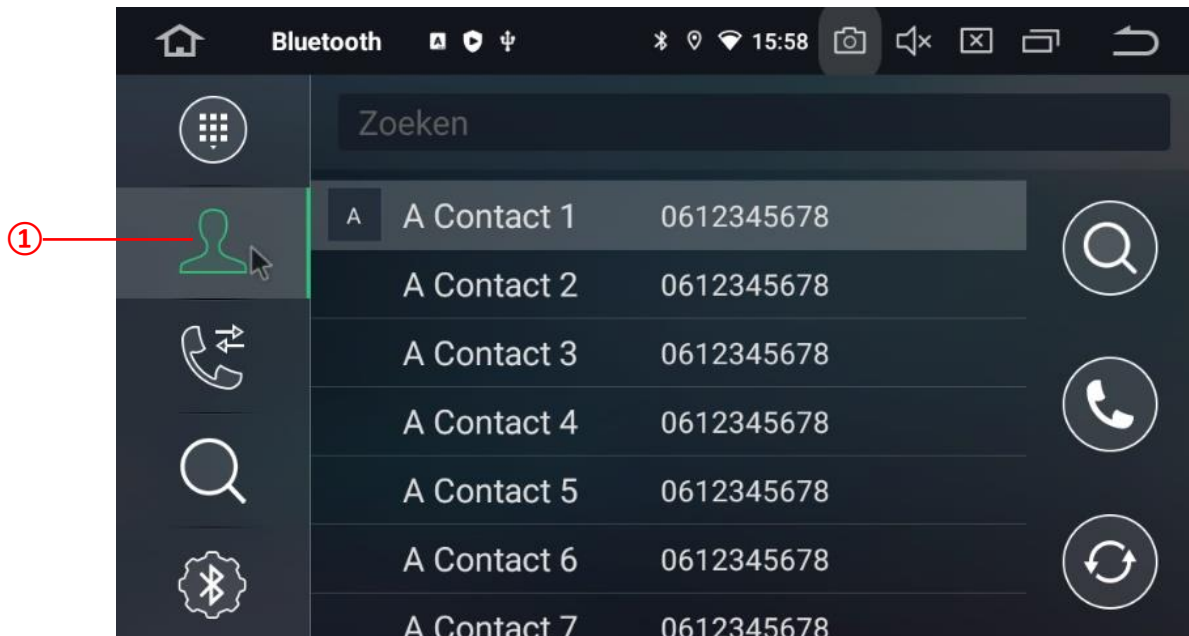 Bluetooth 15:58
Zoeken
①
A A Contact 1 0612345678
A Contact 2 0612345678
A Contact 3 0612345678
A Contact 4 0612345678
A Contact 5 0612345678
A Contact 6 0612345678
A Contact 7 0612345678